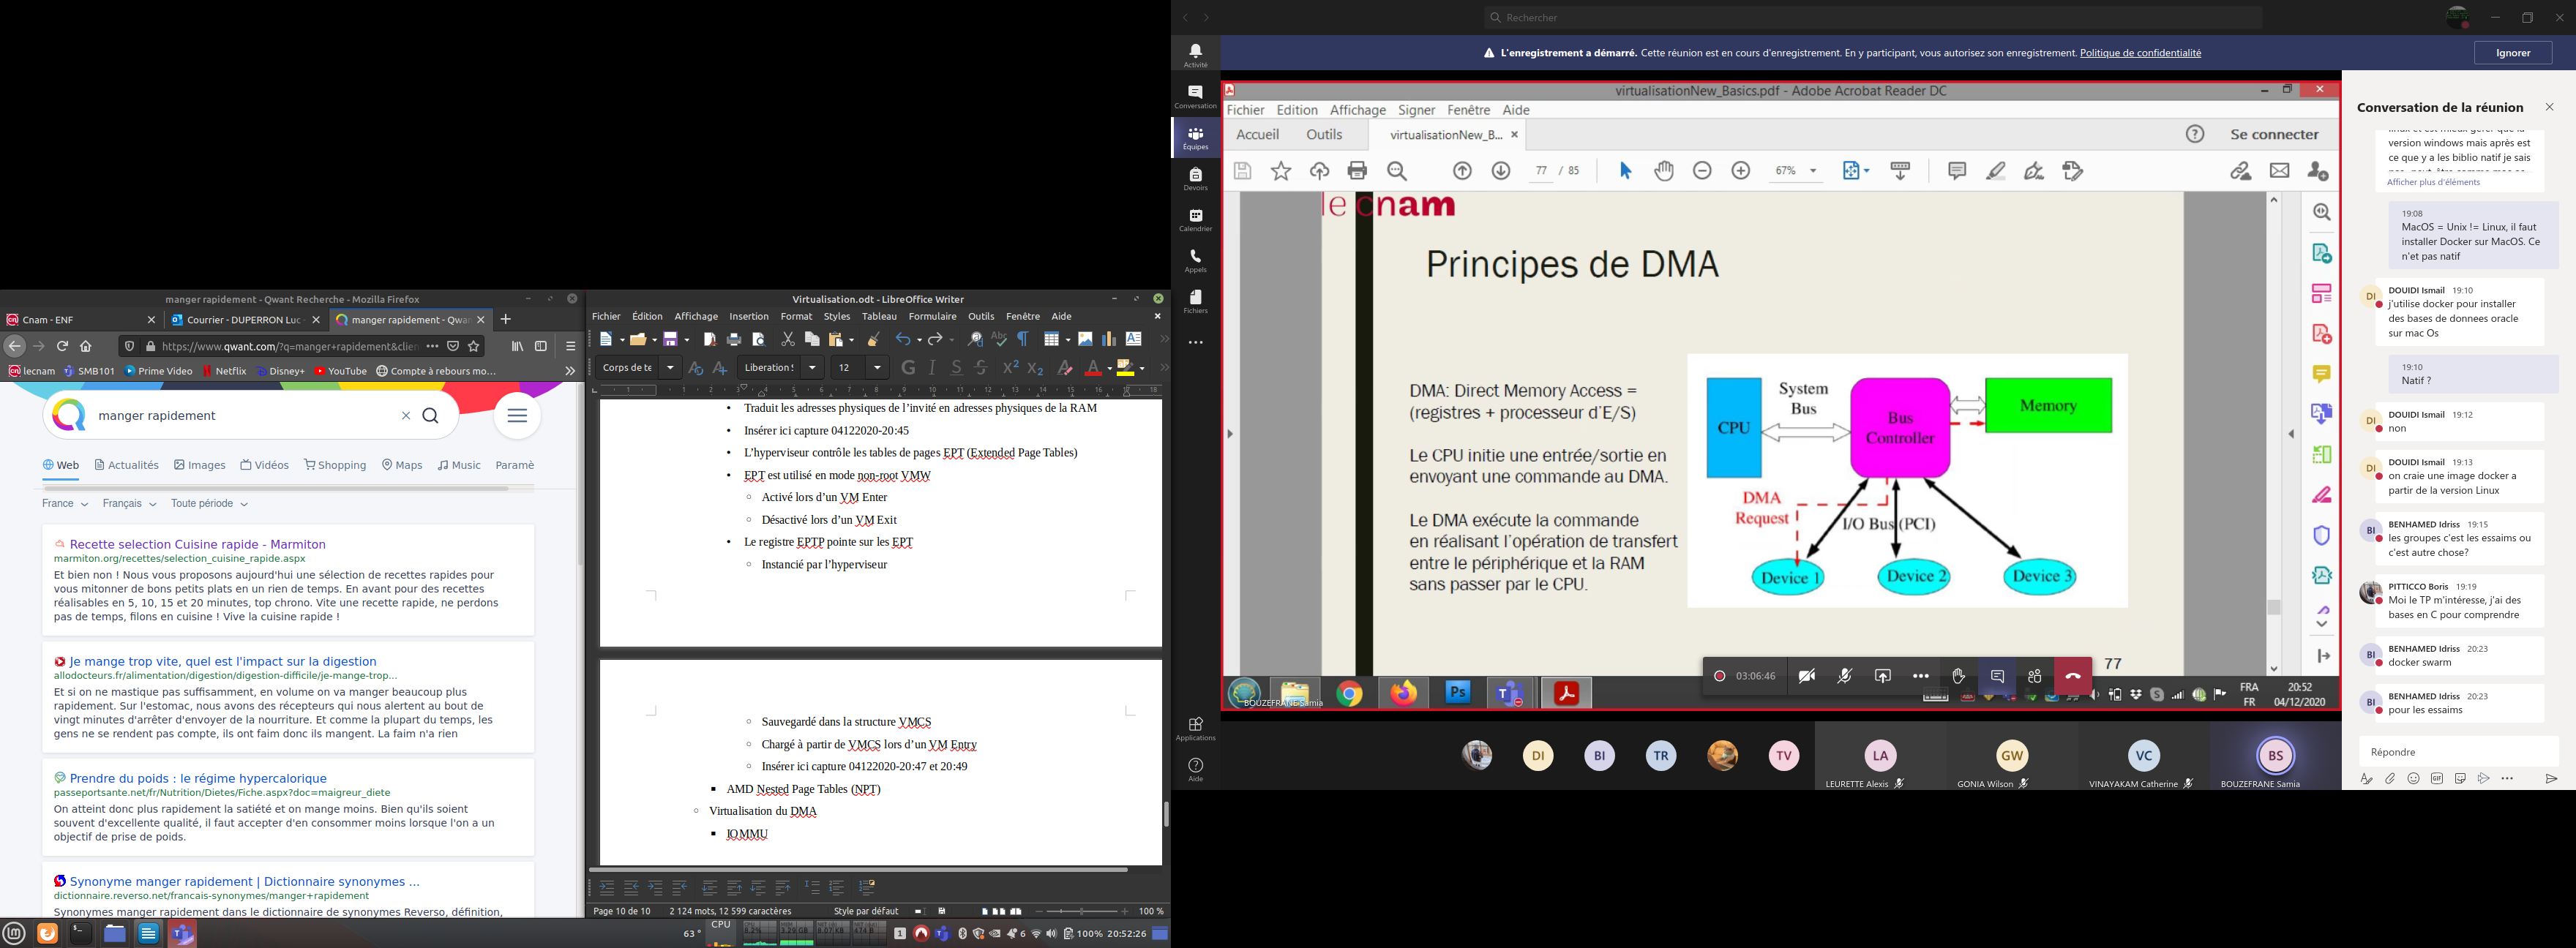 manger rapidement - Qwant Recherche - Mozilla Firefox
Cnam - ENF
Courrier - DUPERRON Luc
manger rapidement - Qwan
https://www.qwant.com/?q=manger+rapidement&clien
lecnam
SMB101
Prime Video
Netflix
Disney+
YouTube
Compte à rebours mo...
manger rapidement
Web
Actualités
Images
Vidéos
Shopping
Maps
Music
Paramè
France
Français
Toute période
Recette selection Cuisine rapide - Marmiton
marmiton.org/recettes/selection_cuisine_rapide.aspx
Et bien non ! Nous vous proposons aujourd'hui une sélection de recettes rapides pour
vous mitonner de bons petits plats en un rien de temps. En avant pour des recettes
réalisables en 5, 10, 15 et 20 minutes, top chrono. Vite une recette rapide, ne perdons
pas de temps, filons en cuisine ! Vive la cuisine rapide !
Je mange trop vite, quel est l'impact sur la digestion
allodocteurs.fr/alimentation/digestion/digestion-difficile/je-mange-trop...
Et si on ne mastique pas suffisamment, en volume on va manger beaucoup plus
rapidement. Sur l'estomac, nous avons des récepteurs qui nous alertent au bout de
vingt minutes d'arrêter d'envoyer de la nourriture. Et comme la plupart du temps, les
gens ne se rendent pas compte, ils ont faim donc ils mangent. La faim n'a rien
Prendre du poids : le régime hypercalorique
passeportsante.net/fr/Nutrition/Dietes/Fiche.aspx?doc=maigreur_diete
On atteint donc plus rapidement la satiété et on mange moins. Bien qu'ils soient
souvent d'excellente qualité, il faut accepter d'en consommer moins lorsque l'on a un
objectif de prise de poids.
Synonyme manger rapidement | Dictionnaire synonymes ...
dictionnaire.reverso.net/francais-synonymes/manger+rapidement
Synonymes manger rapidement dans le dictionnaire de synonymes Reverso, définition,
Virtualisation.odt - LibreOffice Writer
Fichier Édition Affichage Insertion Format Styles Tableau Formulaire Outils Fenêtre Aide
Corps de te
Liberation S
12
• Traduit les adresses physiques de l'invité en adresses physiques de la RAM
• Insérer ici capture 04122020-20:45
• L'hyperviseur contrôle les tables de pages EPT (Extended Page Tables)
• EPT est utilisé en mode non-root VMW
◦ Activé lors d'un VM Enter
◦ Désactivé lors d'un VM Exit
• Le registre EPTP pointe sur les EPT
◦ Instancié par l'hyperviseur
◦ Sauvegardé dans la structure VMCS
◦ Chargé à partir de VMCS lors d'un VM Entry
◦ Insérer ici capture 04122020-20:47 et 20:49
▪ AMD Nested Page Tables (NPT)
◦ Virtualisation du DMA
▪ IOMMU
Page 10 de 10
2 124 mots, 12 599 caractères
Style par défaut
100 %
63 °
CPU
6
100%
20:52:26
Rechercher
L'enregistrement a démarré. Cette réunion est en cours d'enregistrement. En y participant, vous autorisez son enregistrement. Politique de confidentialité
Ignorer
Activité
Conversation
Équipes
Devoirs
Calendrier
Appels
Fichiers
Applications
Aide
virtualisationNew_Basics.pdf - Adobe Acrobat Reader DC
Fichier Edition Affichage Signer Fenêtre Aide
Accueil
Outils
virtualisationNew_B...
Se connecter
77 / 85
67%
le cnam
Principes de DMA
DMA: Direct Memory Access =
(registres + processeur d'E/S)
Le CPU initie une entrée/sortie en
envoyant une commande au DMA.
Le DMA exécute la commande
en réalisant l'opération de transfert
entre le périphérique et la RAM
sans passer par le CPU.
CPU
System
Bus
Bus
Controller
Memory
DMA
Request
I/O Bus (PCI)
Device 1
Device 2
Device 3
77
03:06:46
BOUZEFRANE Samia
Ps
FRA
FR
20:52
04/12/2020
DI
BI
TR
TV
LA
LEURETTE Alexis
GW
GONIA Wilson
VC
VINAYAKAM Catherine
BS
BOUZEFRANE Samia
Conversation de la réunion
version windows mais après est
ce que y a les biblio natif je sais
Afficher plus d'éléments
19:08
MacOS = Unix != Linux, il faut
installer Docker sur MacOS. Ce
n'et pas natif
DI
DOUIDI Ismail 19:10
j'utilise docker pour installer
des bases de donnees oracle
sur mac Os
19:10
Natif ?
DI
DOUIDI Ismail 19:12
non
DI
DOUIDI Ismail 19:13
on craie une image docker a
partir de la version Linux
BI
BENHAMED Idriss 19:15
les groupes c'est les essaims ou
c'est autre chose?
PITTICCO Boris 19:19
Moi le TP m'intéresse, j'ai des
bases en C pour comprendre
BI
BENHAMED Idriss 20:23
docker swarm
BI
BENHAMED Idriss 20:23
pour les essaims
Répondre